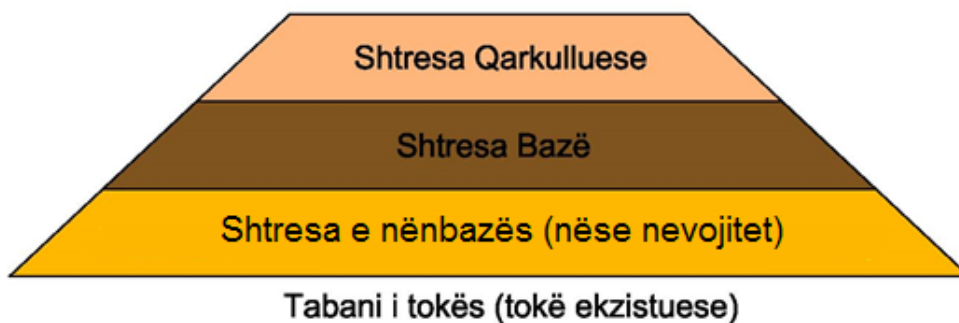 Shtresa Qarkulluese
Shtresa Bazë
Shtresa e nënbazës (nëse nevojitet)
Tabani i tokës (tokë ekzistuese)